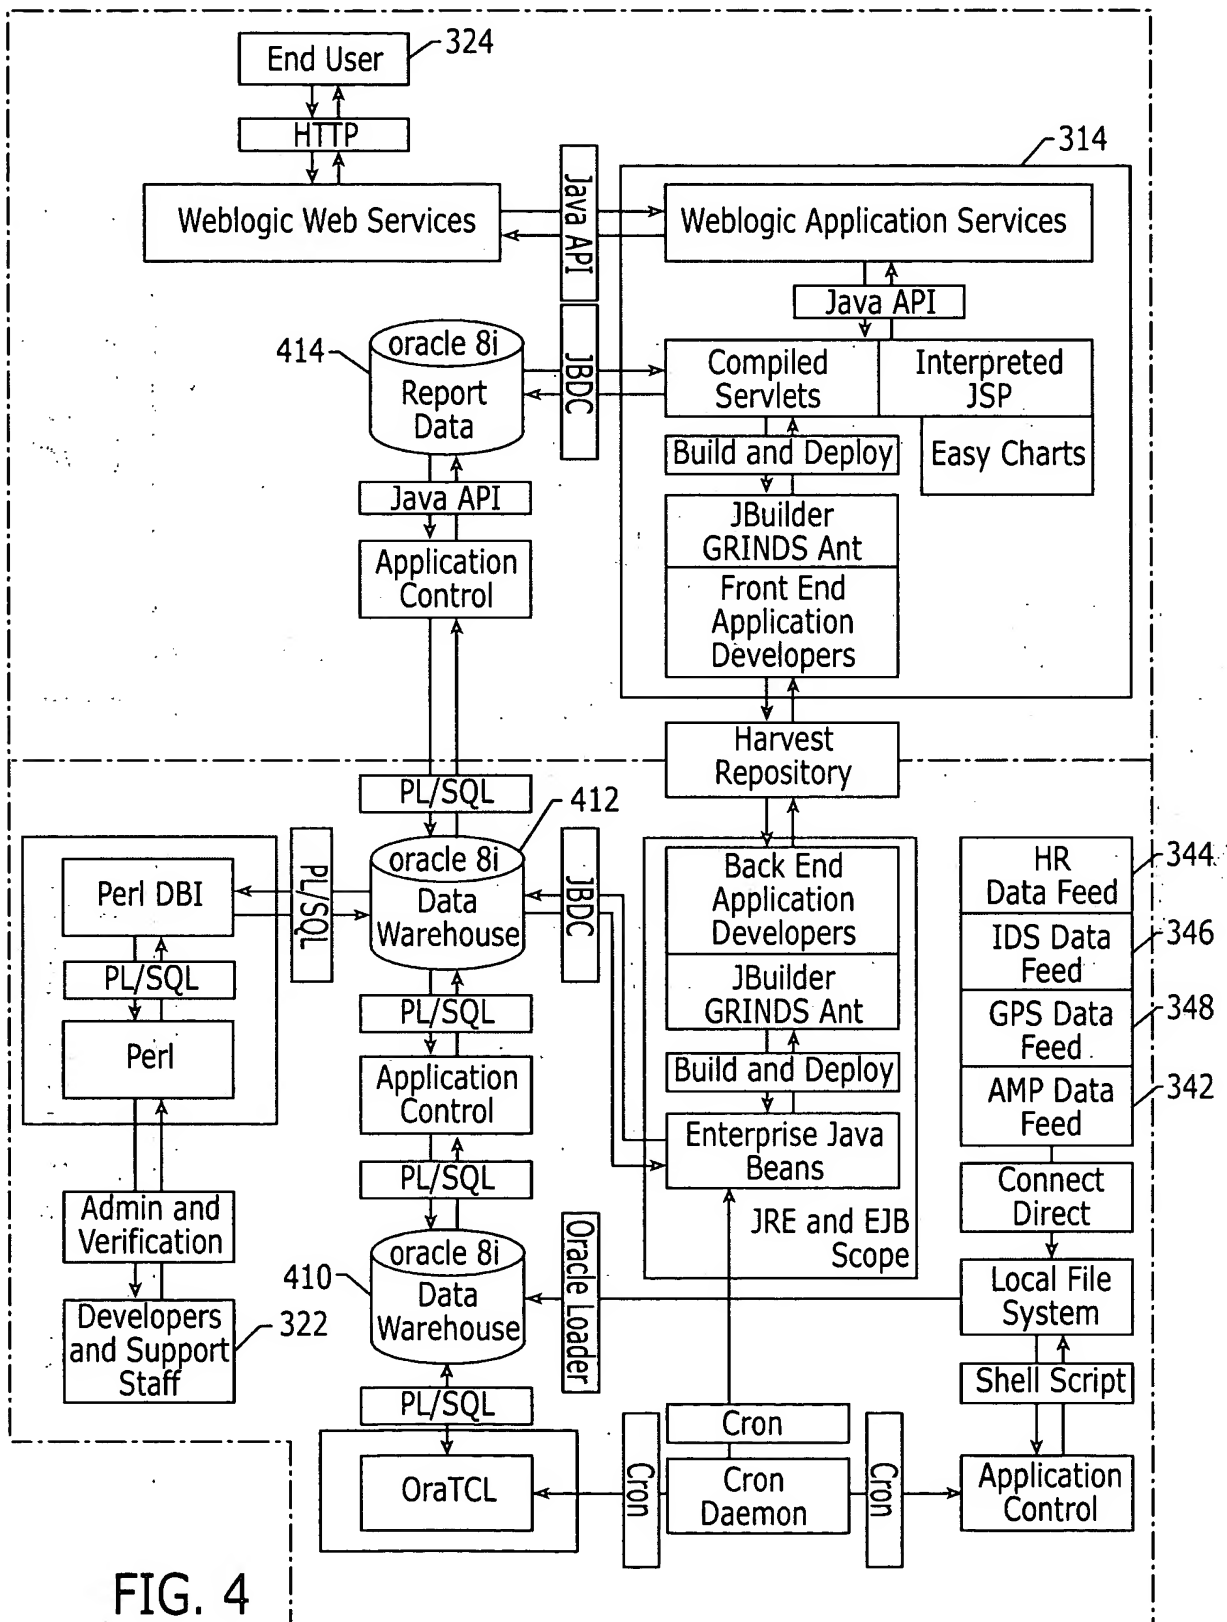 End User
324
HTTP
314
Weblogic Web Services
Java API
Weblogic Application Services
Java API
414
oracle 8i
Report
Data
JBDC
Compiled
Servlets
Interpreted
JSP
Build and Deploy
Easy Charts
Java API
JBuilder
GRINDS Ant
Application
Control
Front End
Application
Developers
Harvest
Repository
PL/SQL
412
oracle 8i
Data
Warehouse
Perl DBI
PL/SQL
JBDC
Back End
Application
Developers
HR
Data Feed
344
IDS Data
Feed
346
PL/SQL
PL/SQL
JBuilder
GRINDS Ant
GPS Data
Feed
348
Perl
Application
Control
Build and Deploy
AMP Data
Feed
342
Enterprise Java
Beans
PL/SQL
Connect
Direct
Admin and
Verification
JRE and EJB
Scope
oracle 8i
Data
Warehouse
410
Oracle Loader
Local File
System
Developers
and Support
Staff
322
PL/SQL
Shell Script
Cron
OraTCL
Cron
Cron
Daemon
Cron
Application
Control
FIG. 4